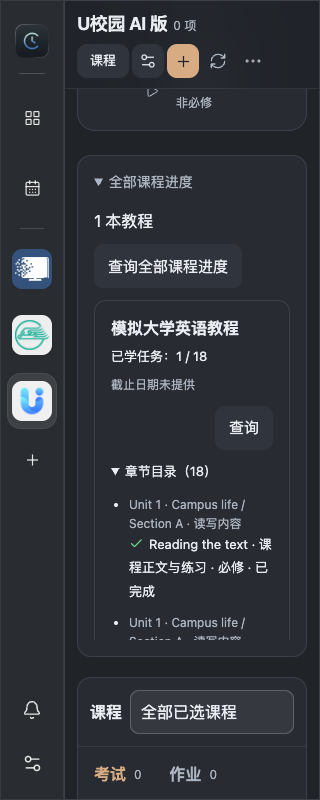 U校园 AI 版 0 项
课程
非必修
▼ 全部课程进度
1 本教程
查询全部课程进度
模拟大学英语教程
已学任务：1 / 18
截止日期未提供
查询
▼ 章节目录（18）
• Unit 1 · Campus life /
Section A · 读写内容
✓ Reading the text · 课
程正文与练习 · 必修 · 已
完成
• Unit 1 · Campus life /
Section A · 读写内容
课程 全部已选课程
考试 0 作业 0